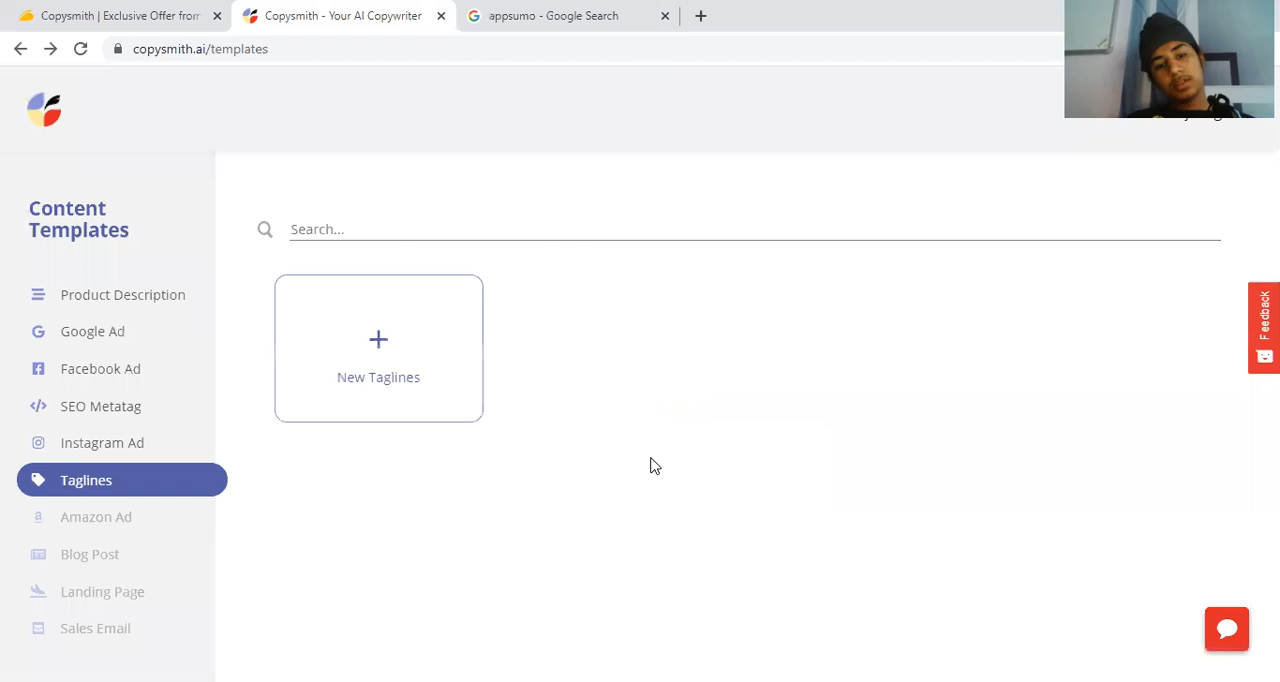 Copysmith | Exclusive Offer from
Copysmith - Your AI Copywriter
appsumo - Google Search
copysmith.ai/templates
Content
Templates
Search...
Product Description
Google Ad
Facebook Ad
SEO Metatag
Instagram Ad
Taglines
Amazon Ad
Blog Post
Landing Page
Sales Email
New Taglines
Feedback